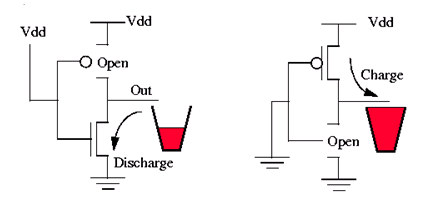 Vdd
Vdd
Open
Out
Discharge
Vdd
Charge
Open